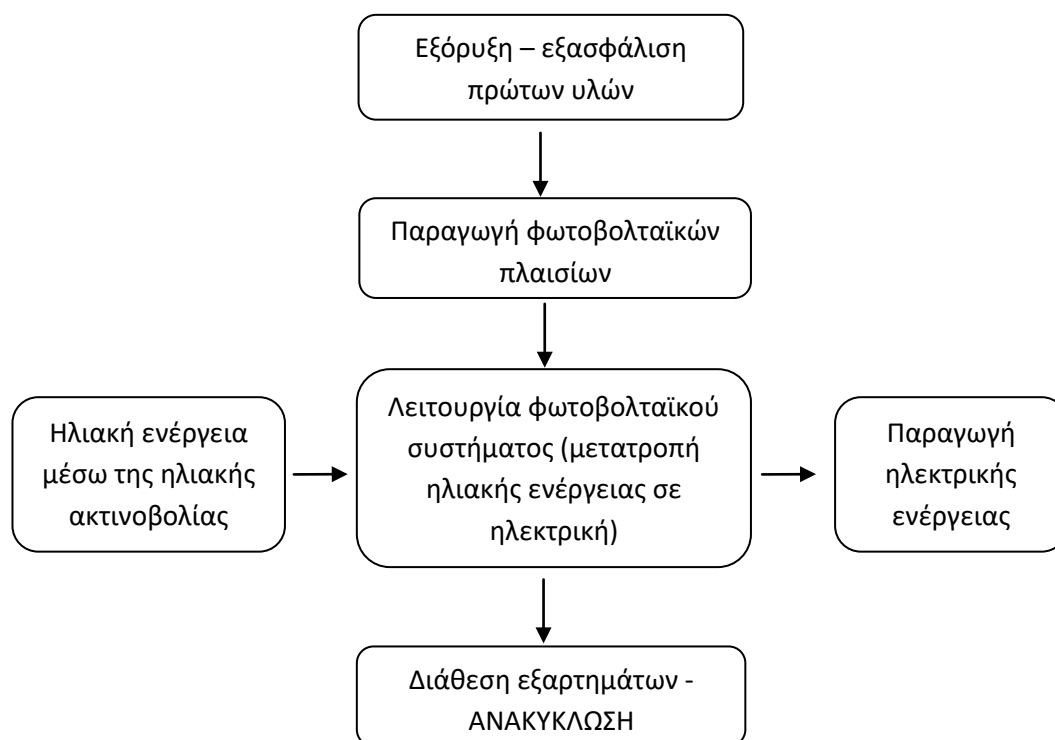 Εξόρυξη – εξασφάλιση
πρώτων υλών
Παραγωγή φωτοβολταϊκών
πλαισίων
Ηλιακή ενέργεια
μέσω της ηλιακής
ακτινοβολίας
Λειτουργία φωτοβολταϊκού
συστήματος (μετατροπή
ηλιακής ενέργειας σε
ηλεκτρική)
Παραγωγή
ηλεκτρικής
ενέργειας
Διάθεση εξαρτημάτων -
ΑΝΑΚΥΚΛΩΣΗ